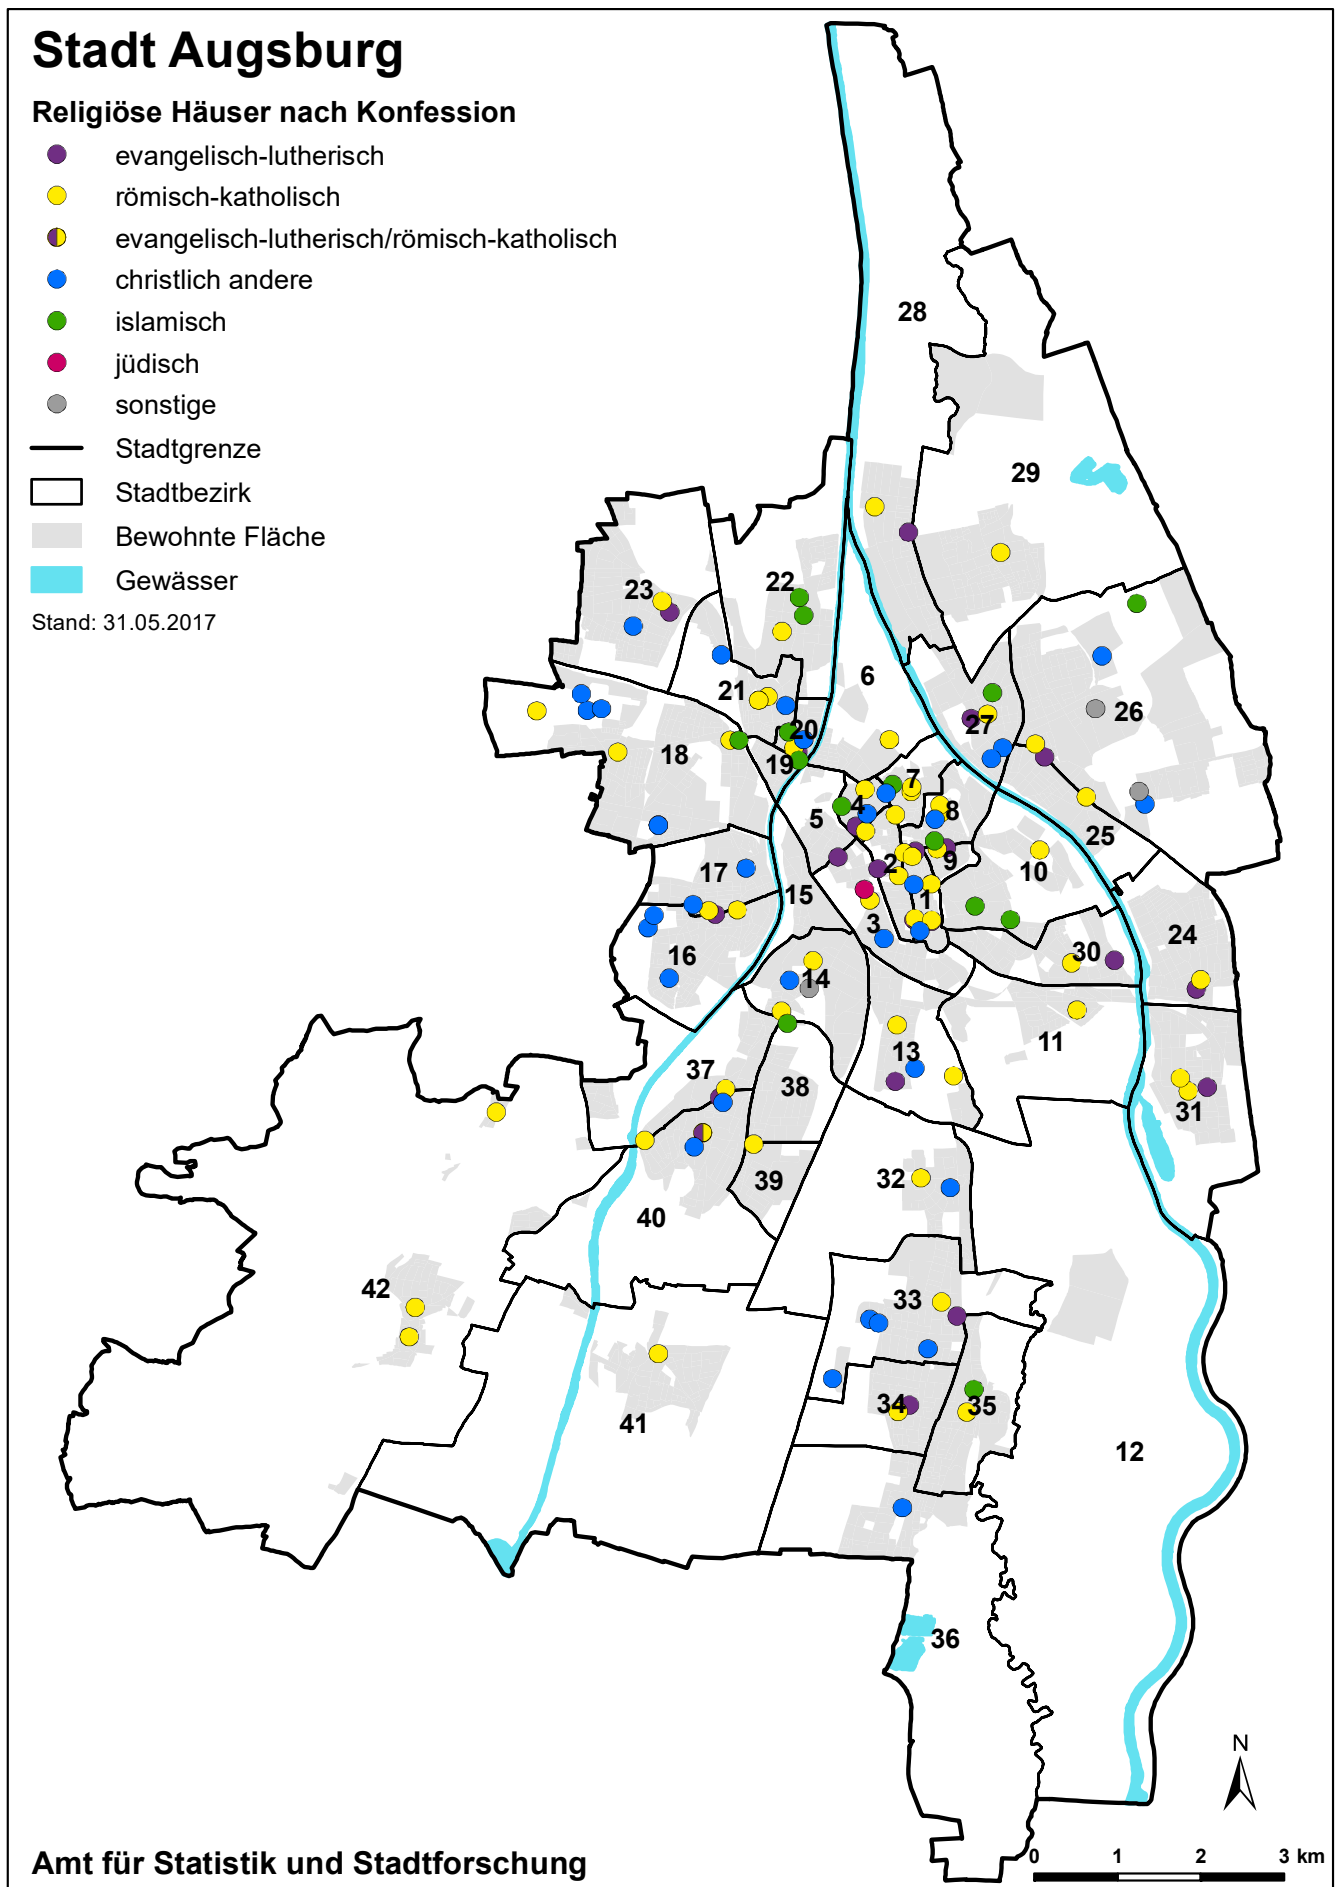 Stadt Augsburg
Religiöse Häuser nach Konfession
evangelisch-lutherisch
römisch-katholisch
evangelisch-lutherisch/römisch-katholisch
christlich andere
islamisch
jüdisch
sonstige
Stadtgrenze
Stadtbezirk
Bewohnte Fläche
Gewässer
Stand: 31.05.2017
28
29
23
22
6
21
26
27
20
18
19
7
4
8
5
25
2
9
17
10
15
1
3
24
30
16
14
11
13
37
38
31
32
39
40
42
33
34
35
41
12
36
N
Amt für Statistik und Stadtforschung
0 1 2 3 km